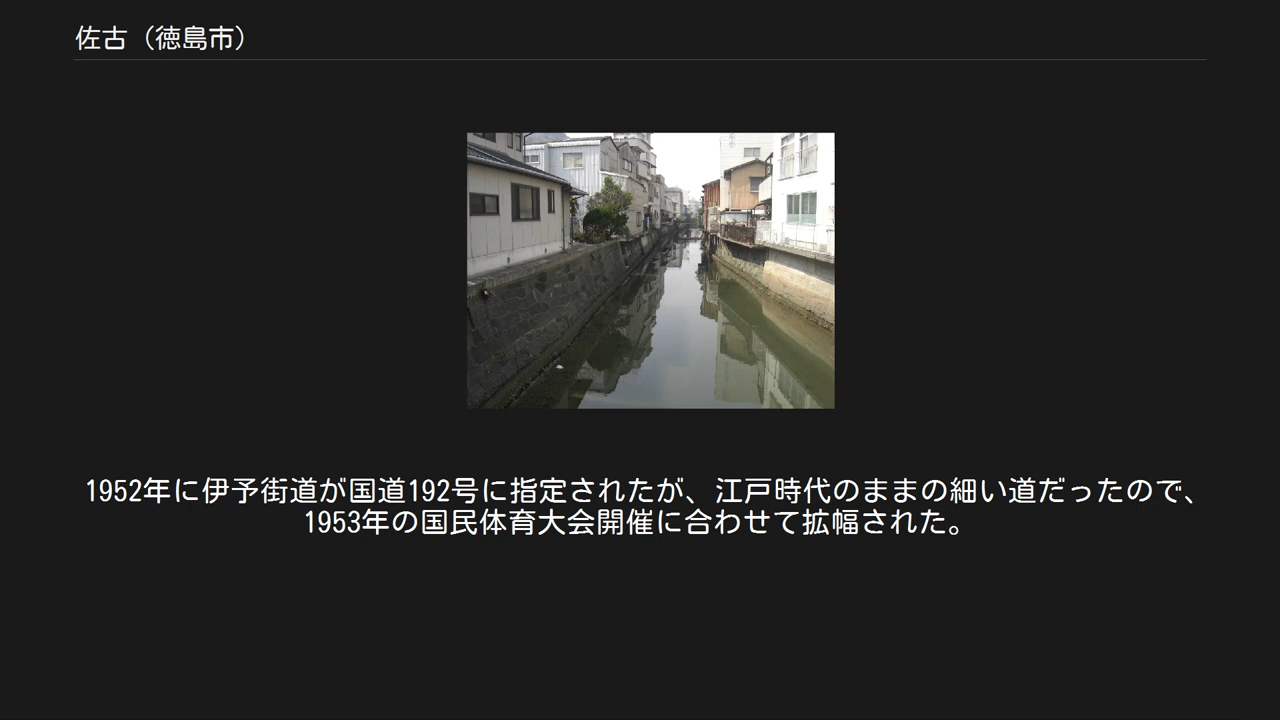 佐古（徳島市）
1952年に伊予街道が国道192号に指定されたが、江戸時代のままの細い道だったので、
1953年の国民体育大会開催に合わせて拡幅された。